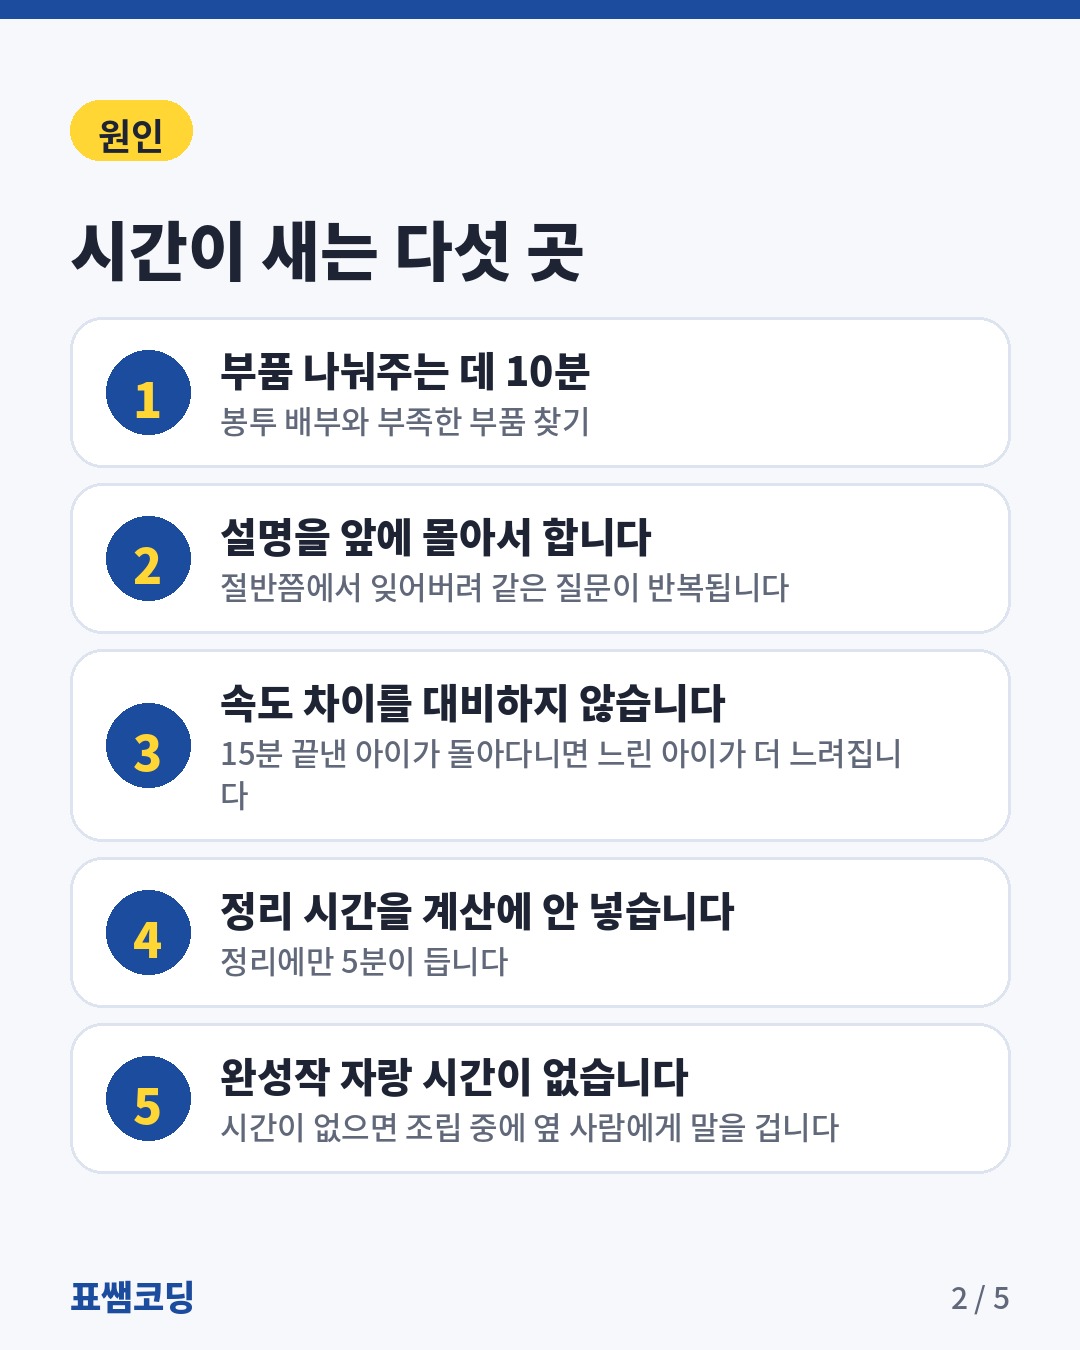 원인
시간이 새는 다섯 곳
1
부품 나눠주는 데 10분
봉투 배부와 부족한 부품 찾기
2
설명을 앞에 몰아서 합니다
절반쯤에서 잊어버려 같은 질문이 반복됩니다
3
속도 차이를 대비하지 않습니다
15분 끝낸 아이가 돌아다니면 느린 아이가 더 느려집니
다
4
정리 시간을 계산에 안 넣습니다
정리에만 5분이 듭니다
5
완성작 자랑 시간이 없습니다
시간이 없으면 조립 중에 옆 사람에게 말을 겁니다
표쌤코딩
2 / 5